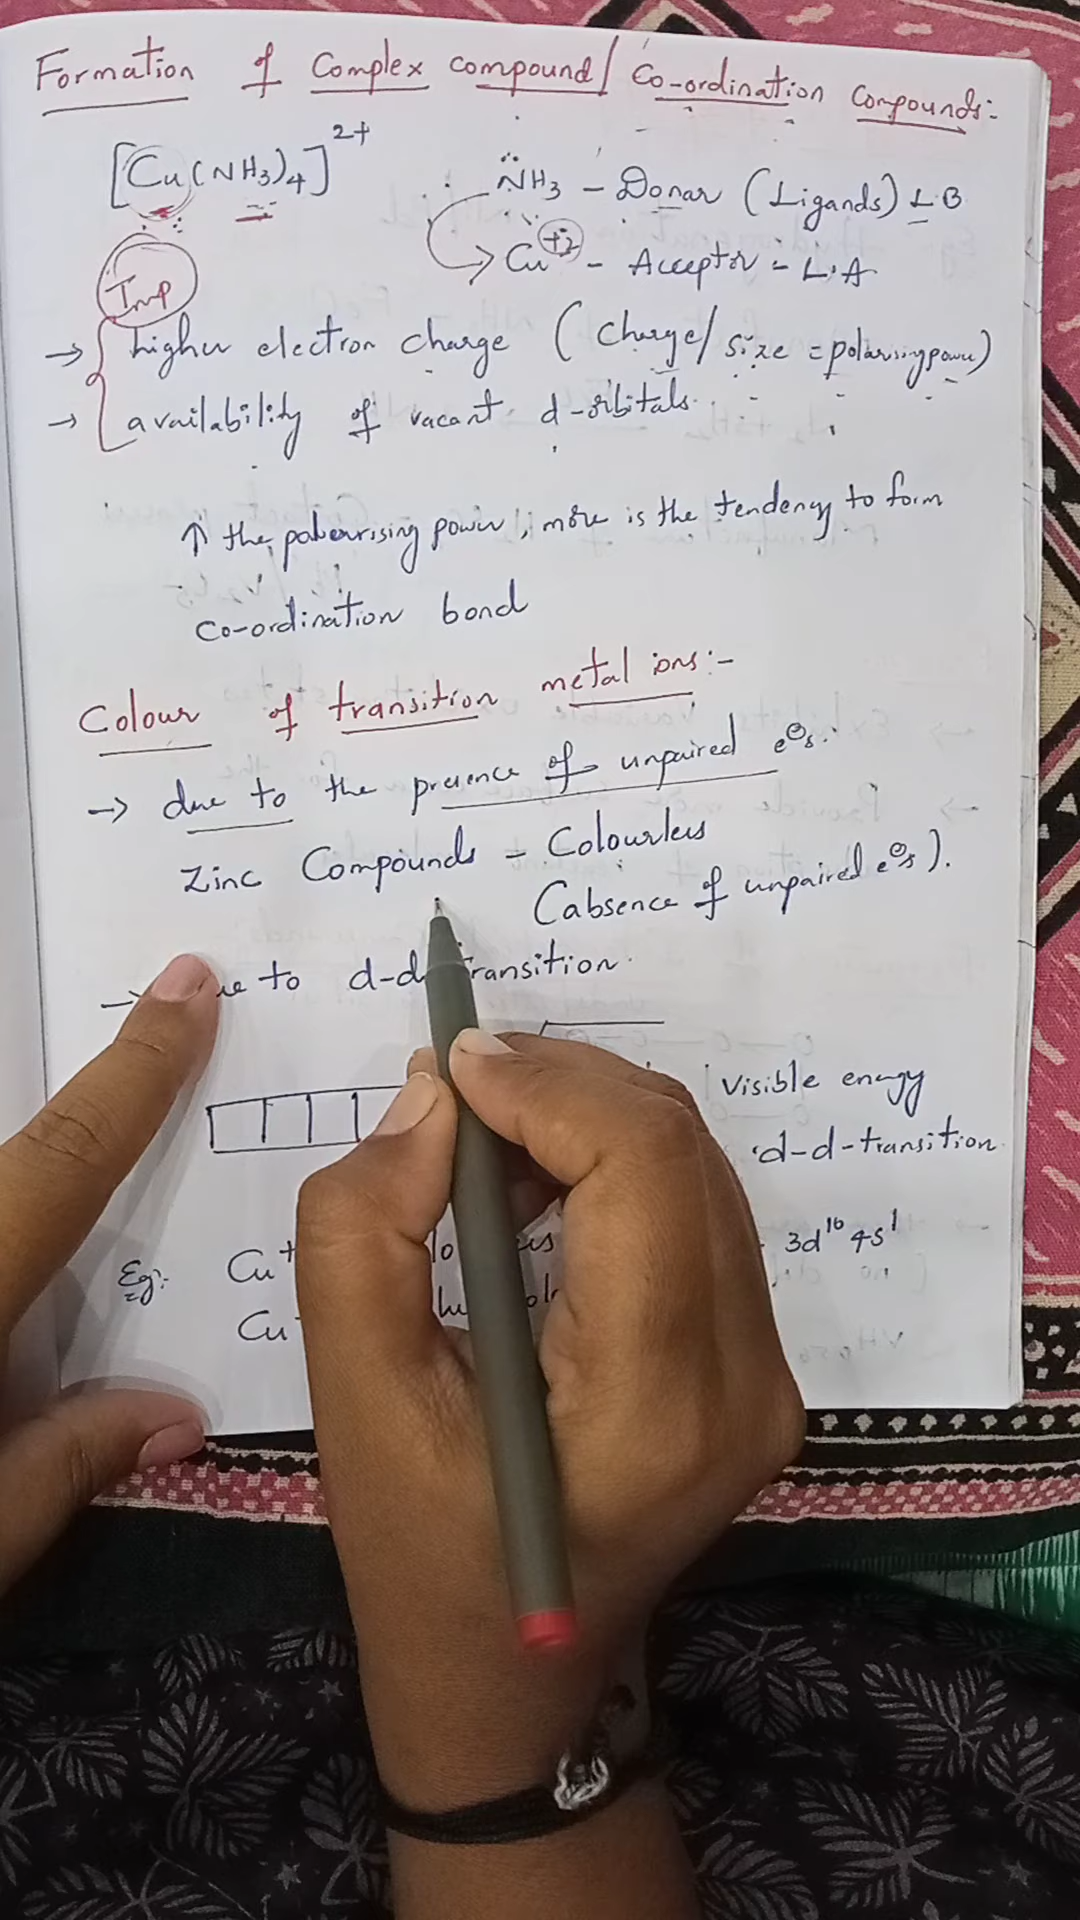 Formation of Complex compound/ Co-ordination Compounds:-
[Cu(NH3)4]2+
N̈H3 - Donar (Ligands) L B
Cu+2 - Acceptor - L.A
Imp
→ higher electron charge ( charge/ size = polarising power)
→ availability of vacant d-orbitals.
↑ the polarising power, more is the tendency to form
co-ordination bond
Colour of transition metal ions:-
→ due to the presence of unpaired e⊖s.
Zinc Compounds - Colourless
(absence of unpaired e⊖s).
→ to d-d transition.
visible energy
d-d-transition
Eg:- Cu+ 3d10 4s1
Cu